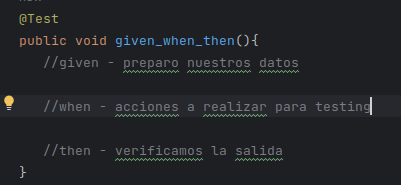 @Test
public void given_when_then(){
//given - preparo nuestros datos
//when - acciones a realizar para testing
//then - verificamos la salida
}